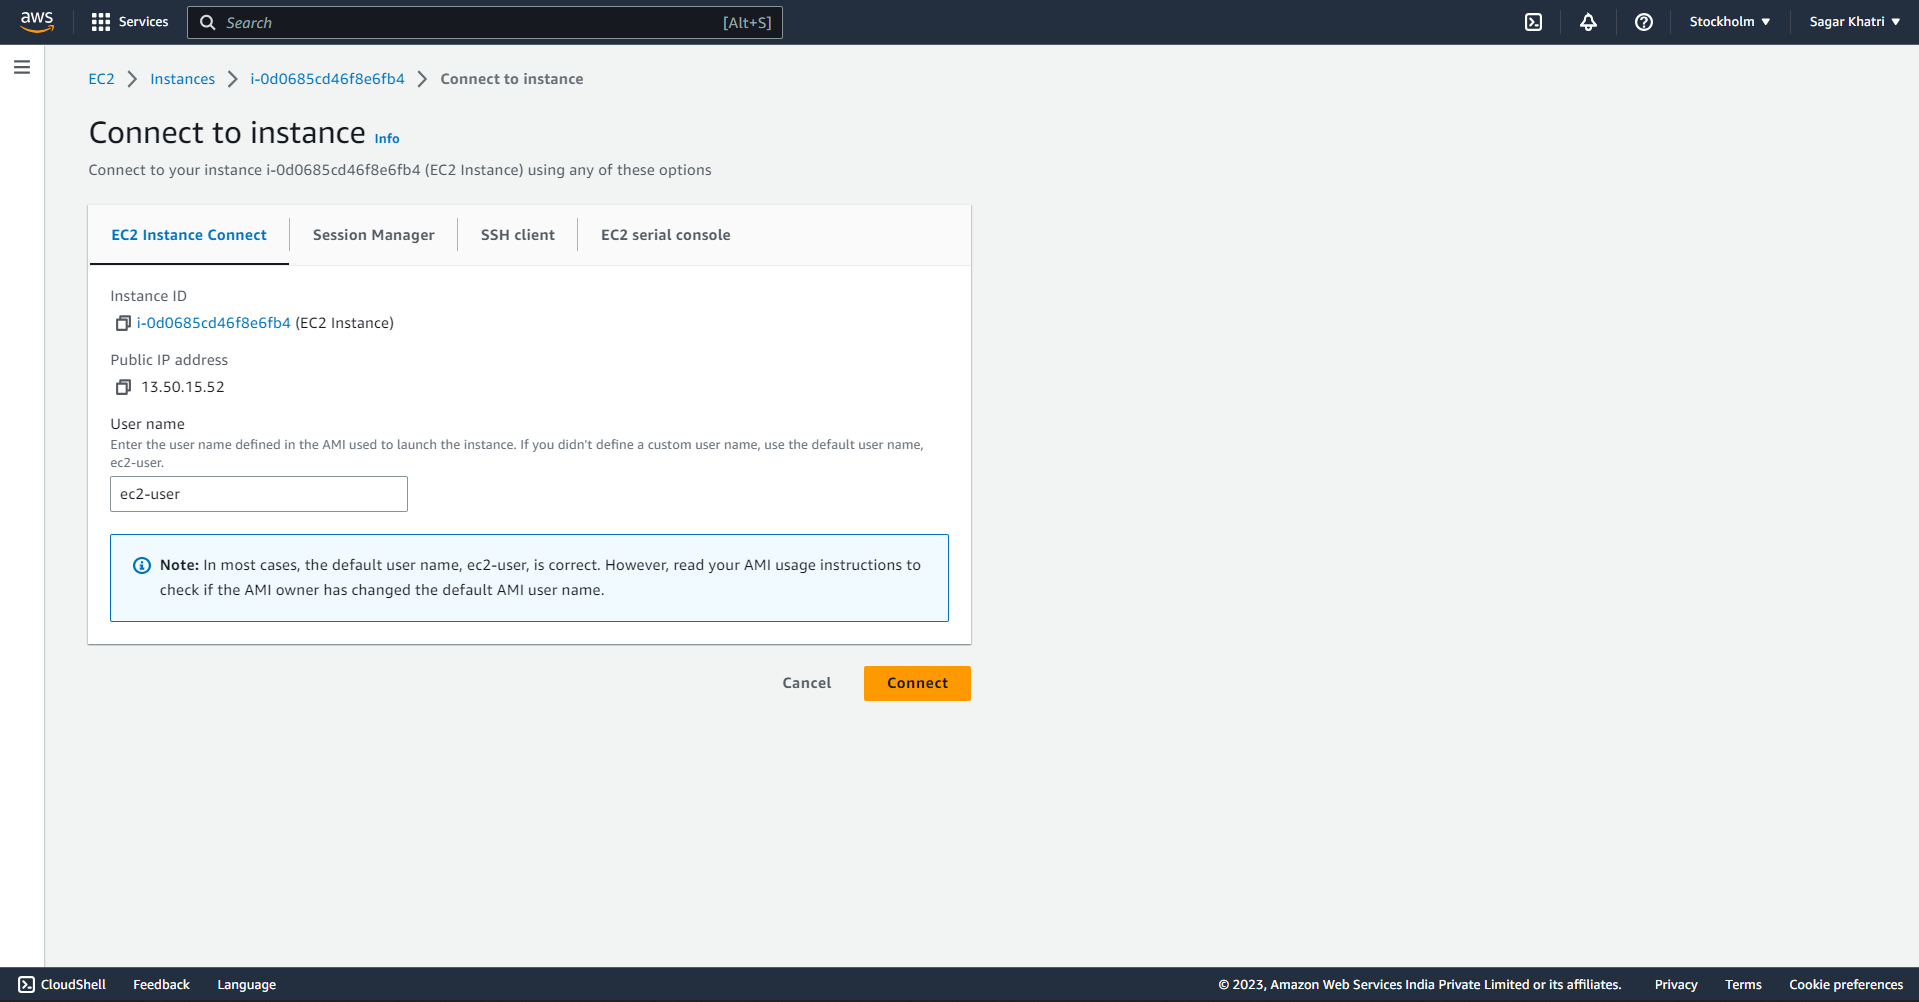 aws Services Search [Alt+S] Stockholm Sagar Khatri
EC2 Instances i-0d0685cd46f8e6fb4 Connect to instance
Connect to instance Info
Connect to your instance i-0d0685cd46f8e6fb4 (EC2 Instance) using any of these options
EC2 Instance Connect Session Manager SSH client EC2 serial console
Instance ID
i-0d0685cd46f8e6fb4 (EC2 Instance)
Public IP address
13.50.15.52
User name
Enter the user name defined in the AMI used to launch the instance. If you didn't define a custom user name, use the default user name,
ec2-user.
ec2-user
Note: In most cases, the default user name, ec2-user, is correct. However, read your AMI usage instructions to
check if the AMI owner has changed the default AMI user name.
Cancel Connect
CloudShell Feedback Language © 2023, Amazon Web Services India Private Limited or its affiliates. Privacy Terms Cookie preferences